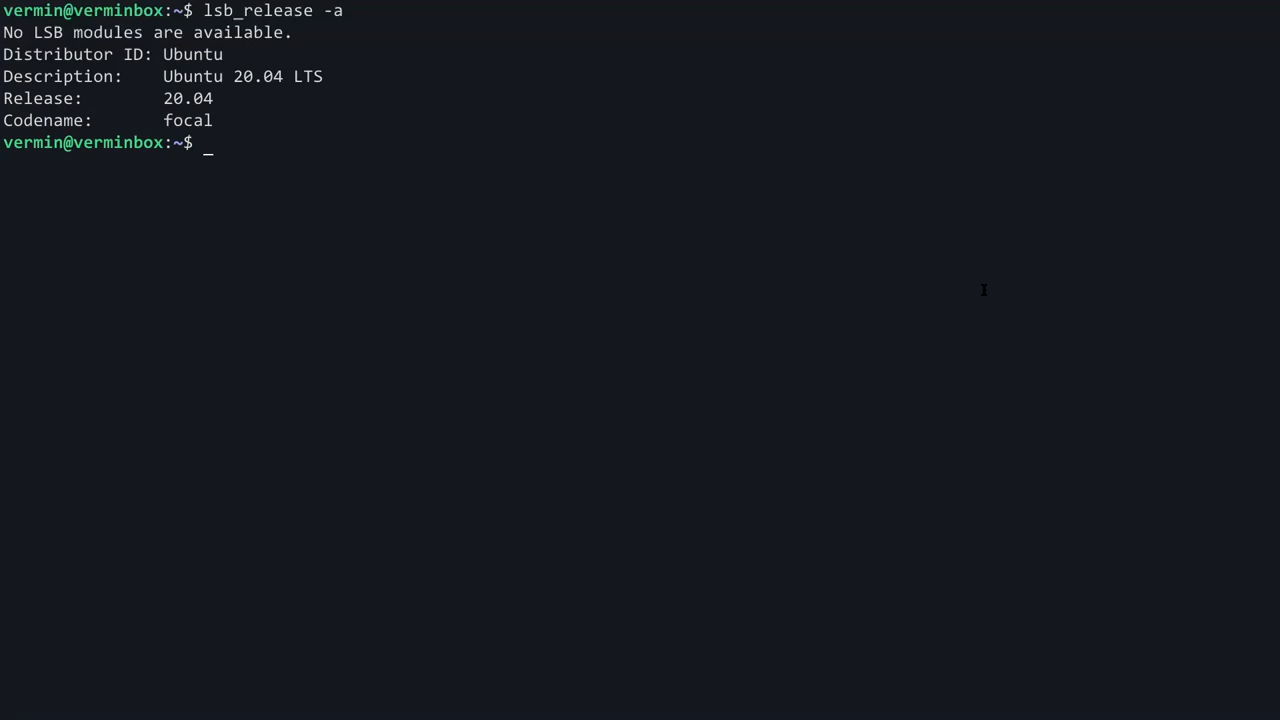 vermin@verminbox:~$ lsb_release -a
No LSB modules are available.
Distributor ID: Ubuntu
Description:    Ubuntu 20.04 LTS
Release:        20.04
Codename:       focal
vermin@verminbox:~$ _